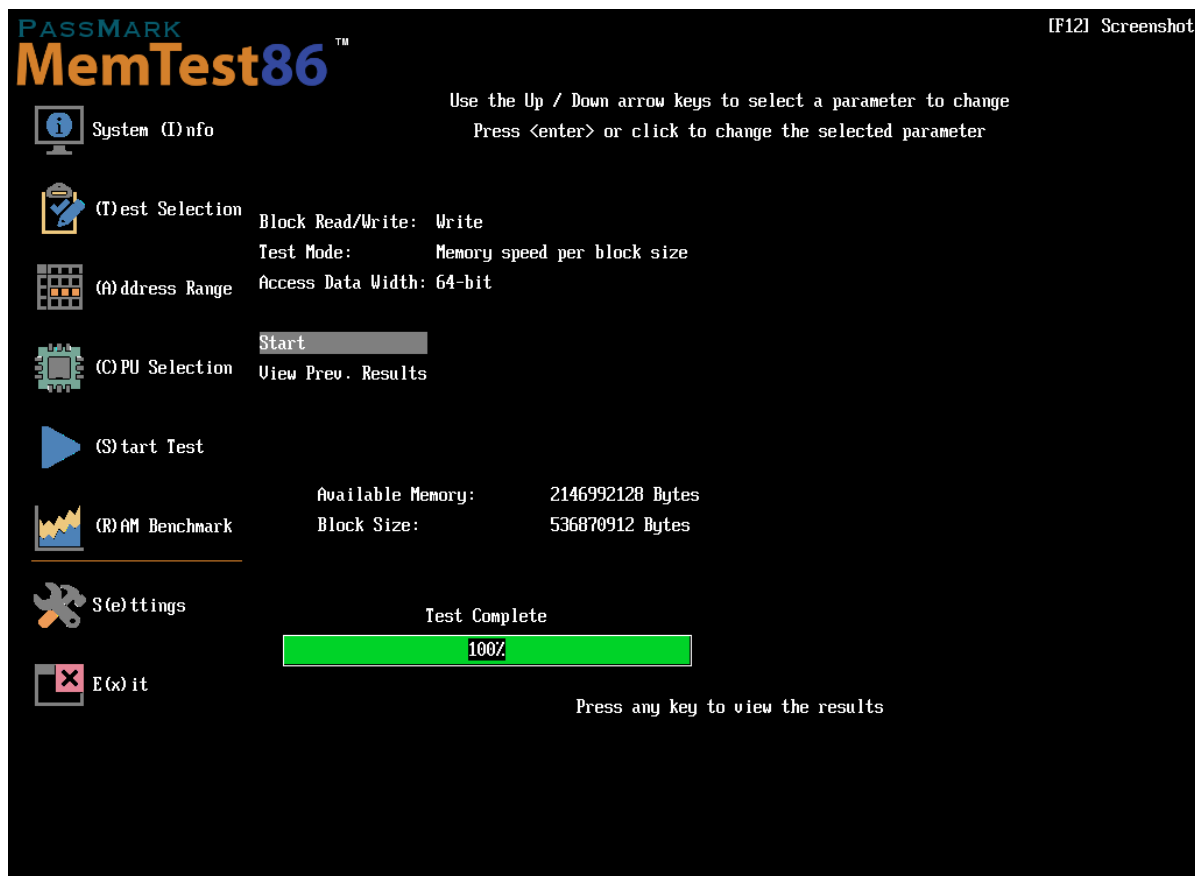 PASSMARK
MemTest86™
[F12] Screenshot
Use the Up / Down arrow keys to select a parameter to change
Press <enter> or click to change the selected parameter
System (I)nfo
(T)est Selection
(A)ddress Range
(C)PU Selection
(S)tart Test
(R)AM Benchmark
S(e)ttings
E(x)it
Block Read/Write: Write
Test Mode: Memory speed per block size
Access Data Width: 64-bit
Start
View Prev. Results
Available Memory: 2146992128 Bytes
Block Size: 536870912 Bytes
Test Complete
100%
Press any key to view the results